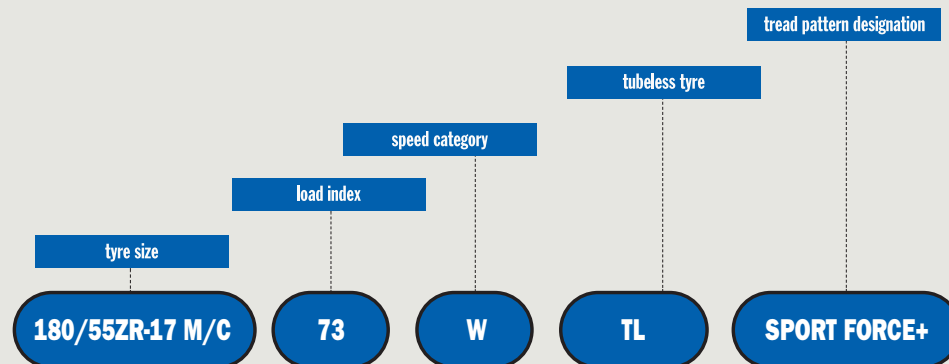 tread pattern designation
tubeless tyre
speed category
load index
tyre size
180/55ZR-17 M/C
73
W
TL
SPORT FORCE+